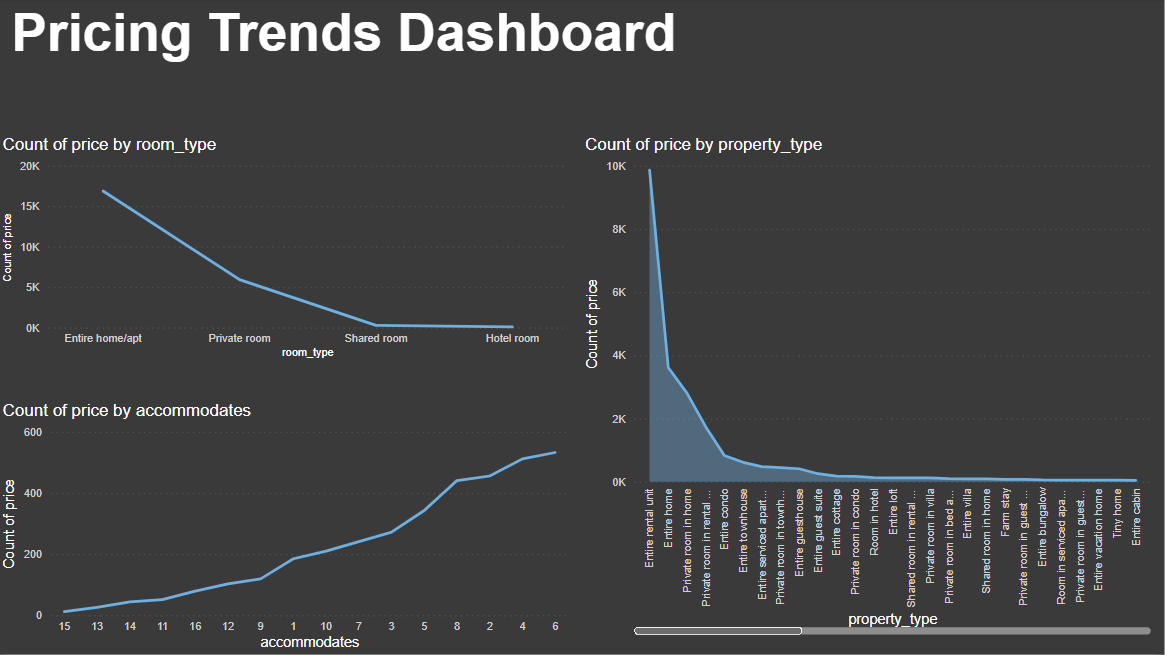 Pricing Trends Dashboard
Count of price by room_type
Count of price
20K
15K
10K
5K
0K
Entire home/apt Private room Shared room Hotel room
room_type
Count of price by accommodates
Count of price
600
400
200
0
15 13 14 11 16 12 9 1 10 7 3 5 8 2 4 6
accommodates
Count of price by property_type
Count of price
10K
8K
6K
4K
2K
0K
Entire rental unit
Entire home
Private room in home
Private room in rental ...
Entire condo
Entire townhouse
Entire serviced apart...
Private room in townh...
Entire guesthouse
Entire guest suite
Entire cottage
Private room in condo
Room in hotel
Entire loft
Shared room in rental ...
Private room in villa
Private room in bed a...
Entire villa
Shared room in home
Farm stay
Private room in guest ...
Entire bungalow
Room in serviced apa...
Private room in guest...
Entire vacation home
Tiny home
Entire cabin
property_type